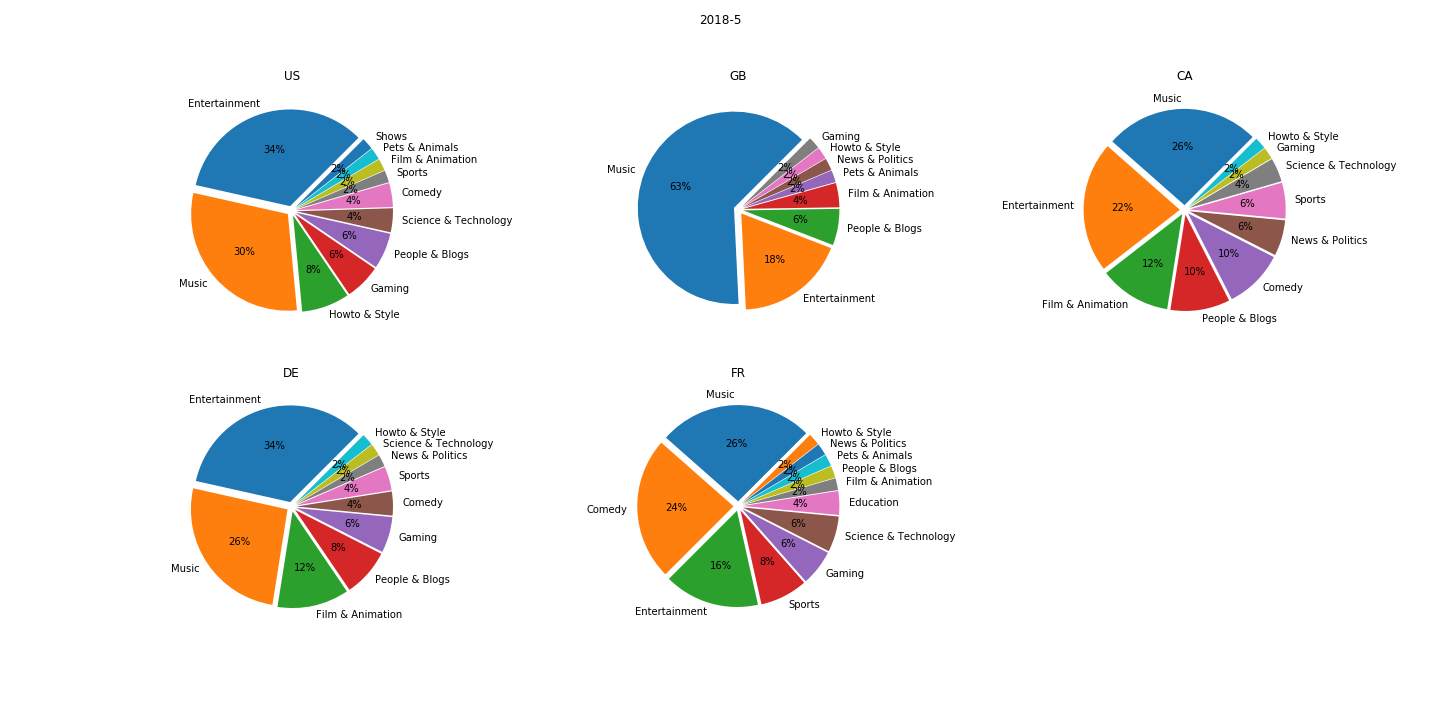 2018-5
US
Entertainment
34%
Music
30%
Howto & Style
8%
Gaming
6%
People & Blogs
6%
Science & Technology
4%
Comedy
4%
Sports
2%
Film & Animation
2%
Pets & Animals
2%
Shows
2%
GB
Music
63%
Entertainment
18%
People & Blogs
6%
Film & Animation
4%
Pets & Animals
2%
News & Politics
2%
Howto & Style
2%
Gaming
2%
CA
Music
26%
Entertainment
22%
Film & Animation
12%
People & Blogs
10%
Comedy
10%
News & Politics
6%
Sports
6%
Science & Technology
4%
Gaming
2%
Howto & Style
2%
DE
Entertainment
34%
Music
26%
Film & Animation
12%
People & Blogs
8%
Gaming
6%
Comedy
4%
Sports
4%
News & Politics
2%
Science & Technology
2%
Howto & Style
2%
FR
Music
26%
Comedy
24%
Entertainment
16%
Sports
8%
Gaming
6%
Science & Technology
6%
Education
4%
Film & Animation
2%
People & Blogs
2%
Pets & Animals
2%
News & Politics
2%
Howto & Style
2%